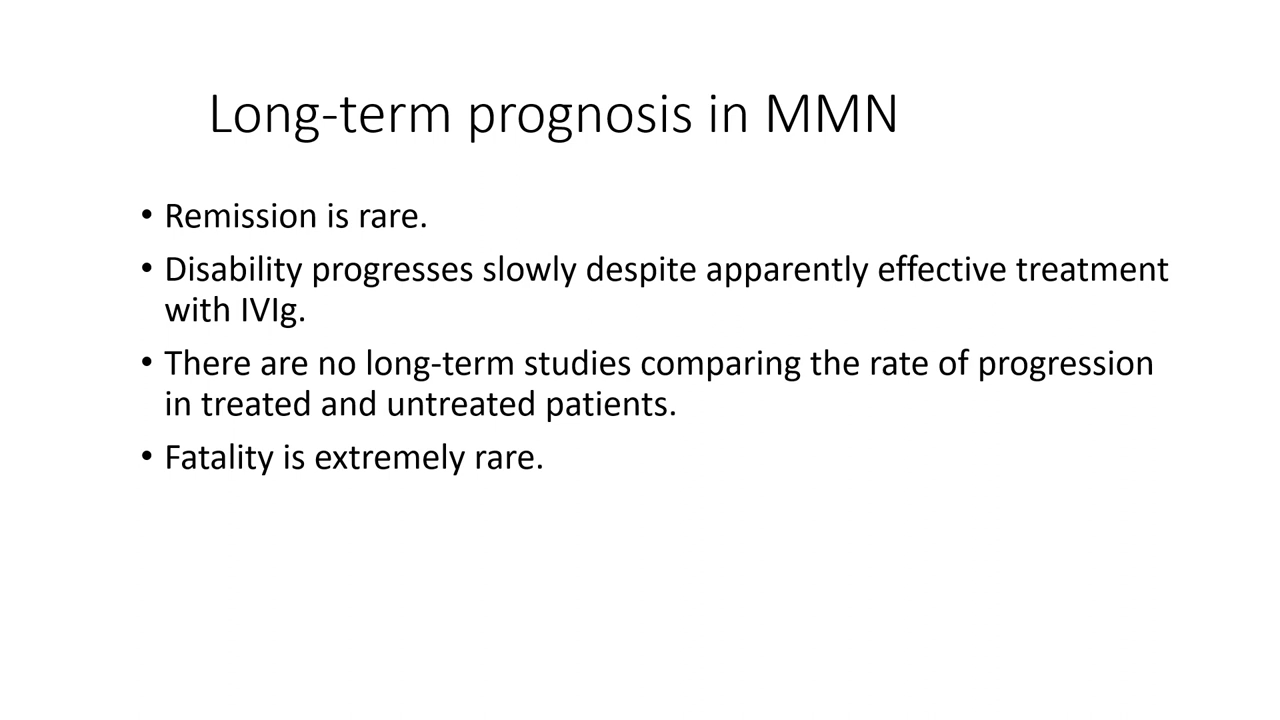 Long-term prognosis in MMN
• Remission is rare.
• Disability progresses slowly despite apparently effective treatment
with IVIg.
• There are no long-term studies comparing the rate of progression
in treated and untreated patients.
• Fatality is extremely rare.